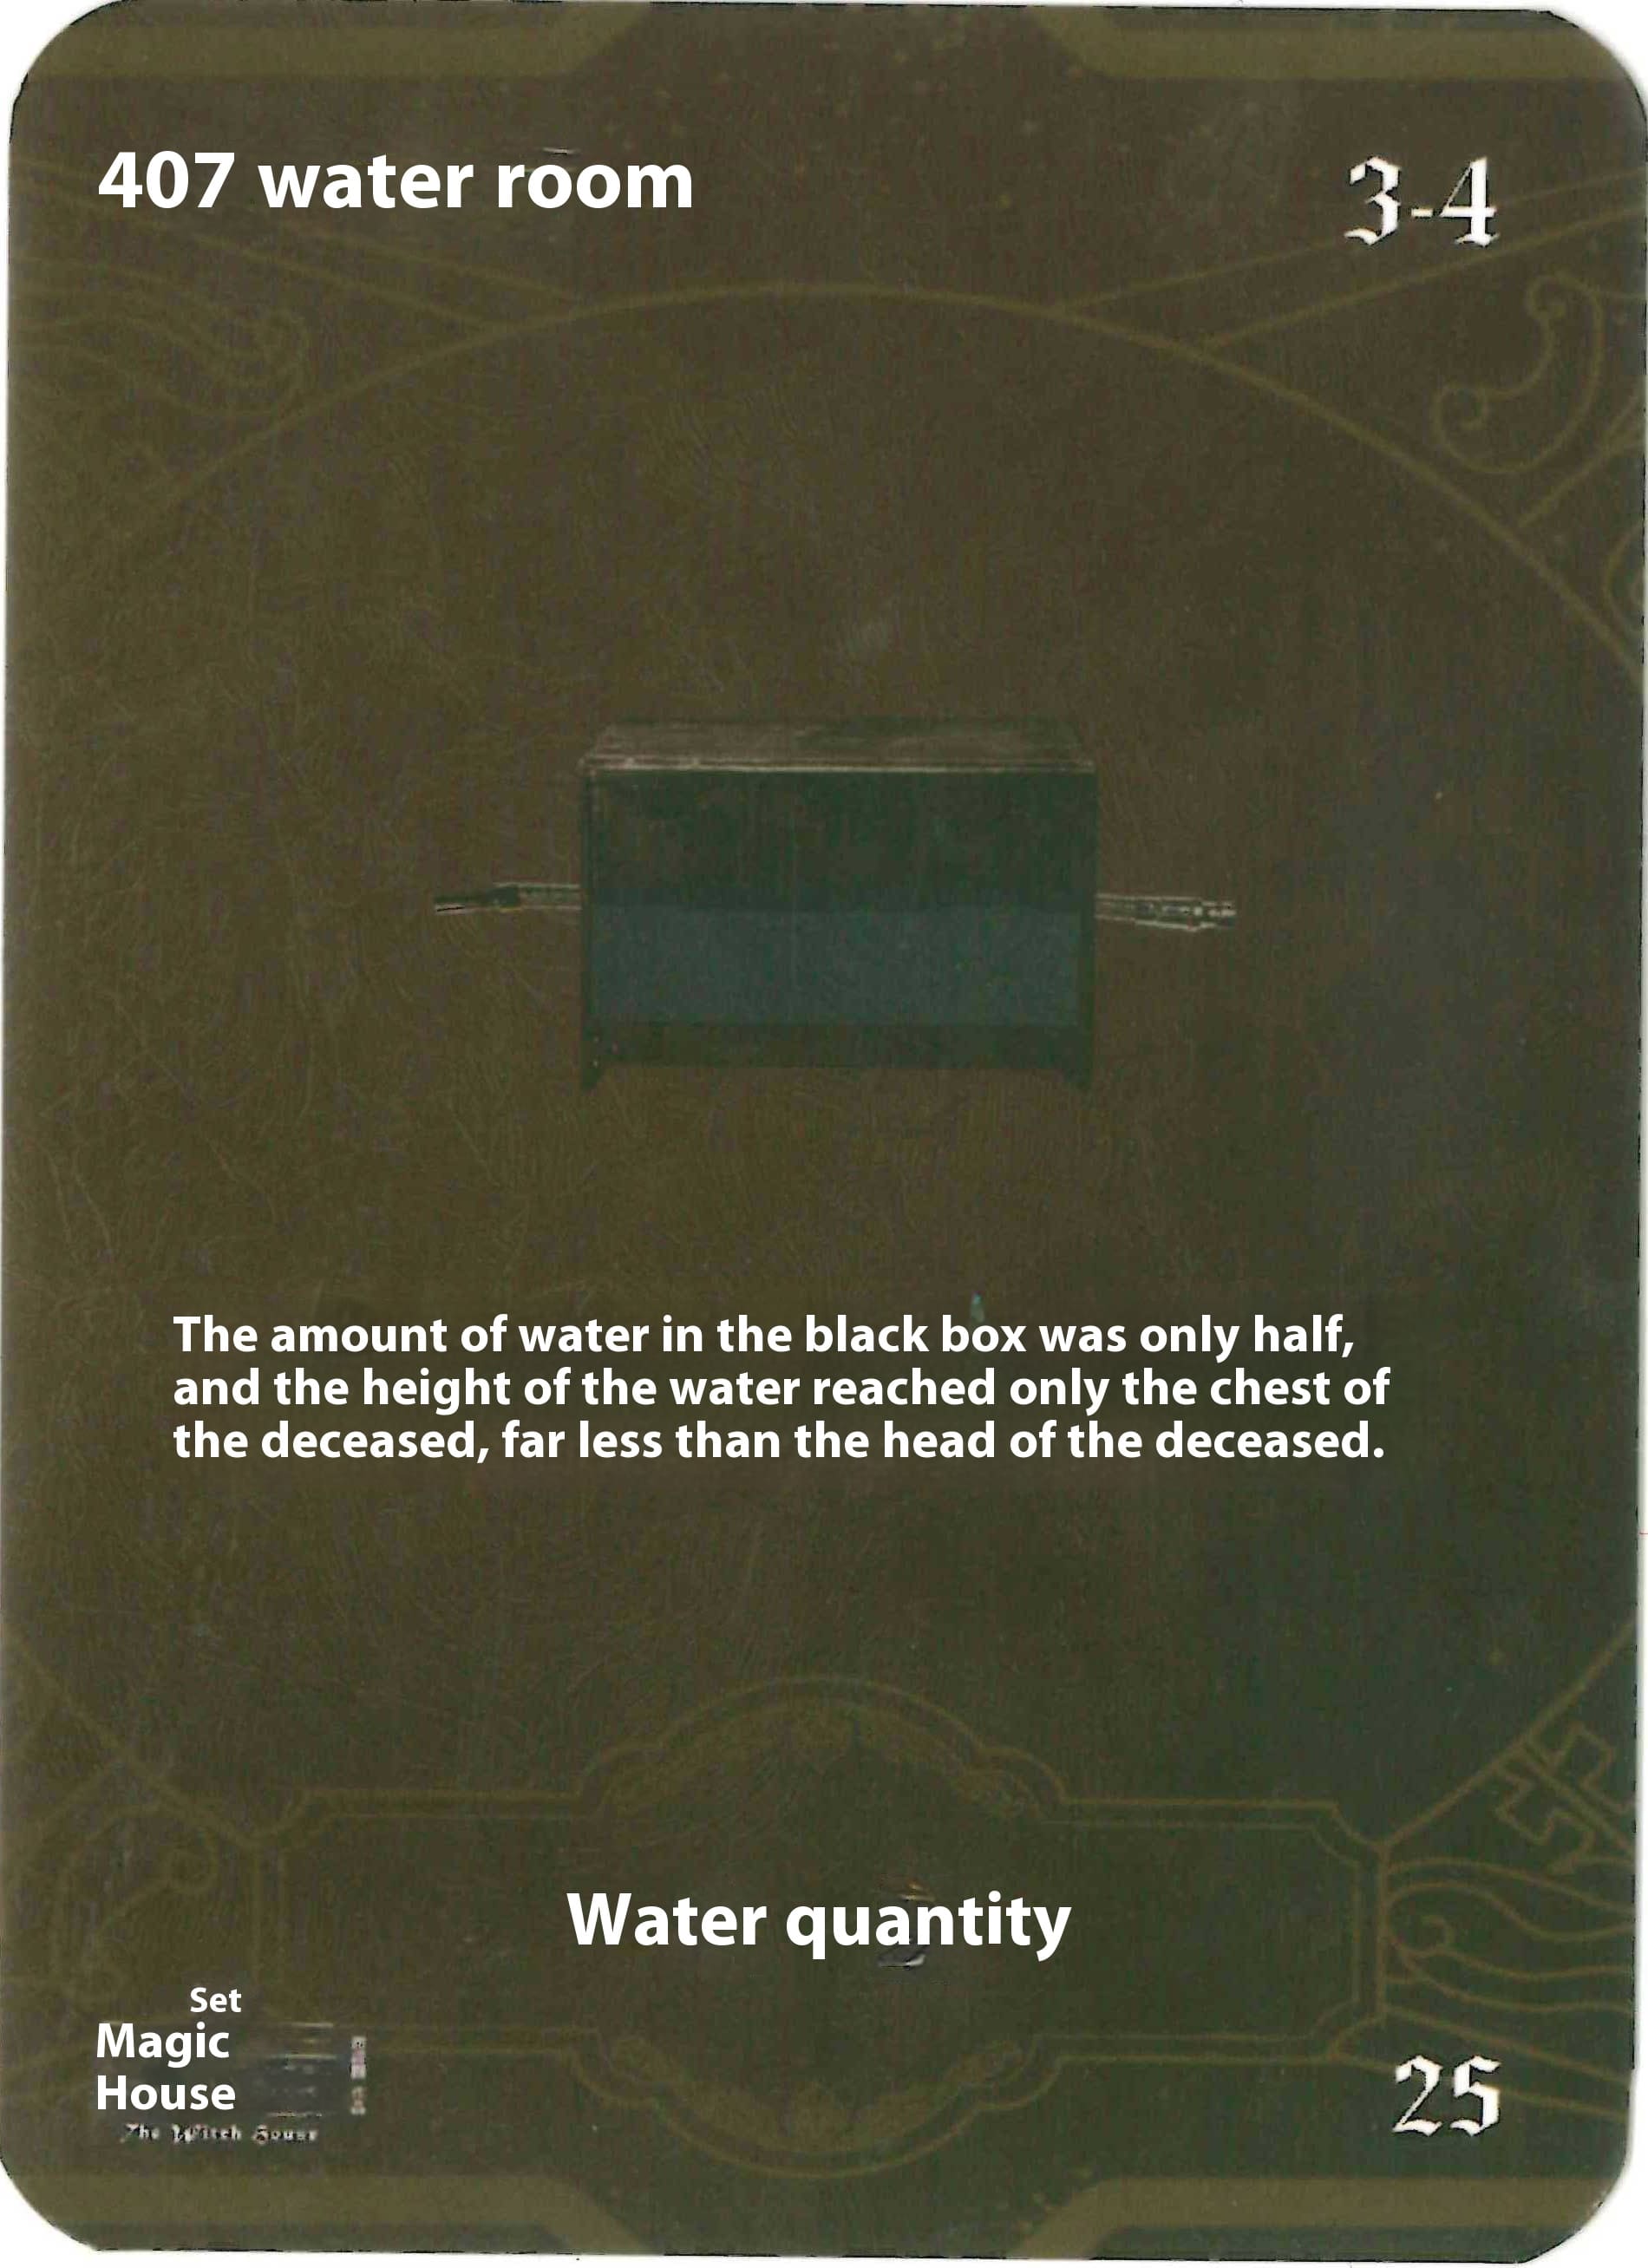 407 water room
3-4
The amount of water in the black box was only half,
and the height of the water reached only the chest of
the deceased, far less than the head of the deceased.
Water quantity
Set
Magic
House
The Witch House
25